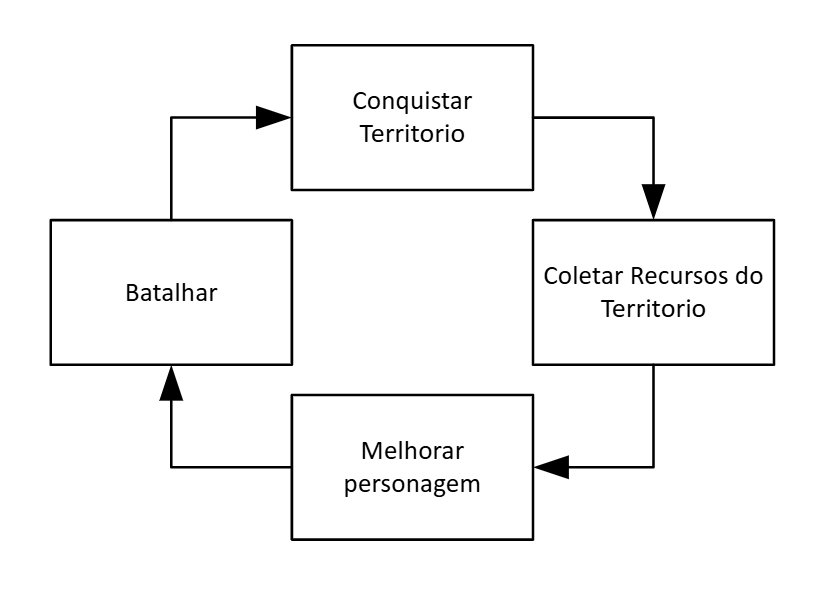 Conquistar
Territorio
Coletar Recursos do
Territorio
Batalhar
Melhorar
personagem